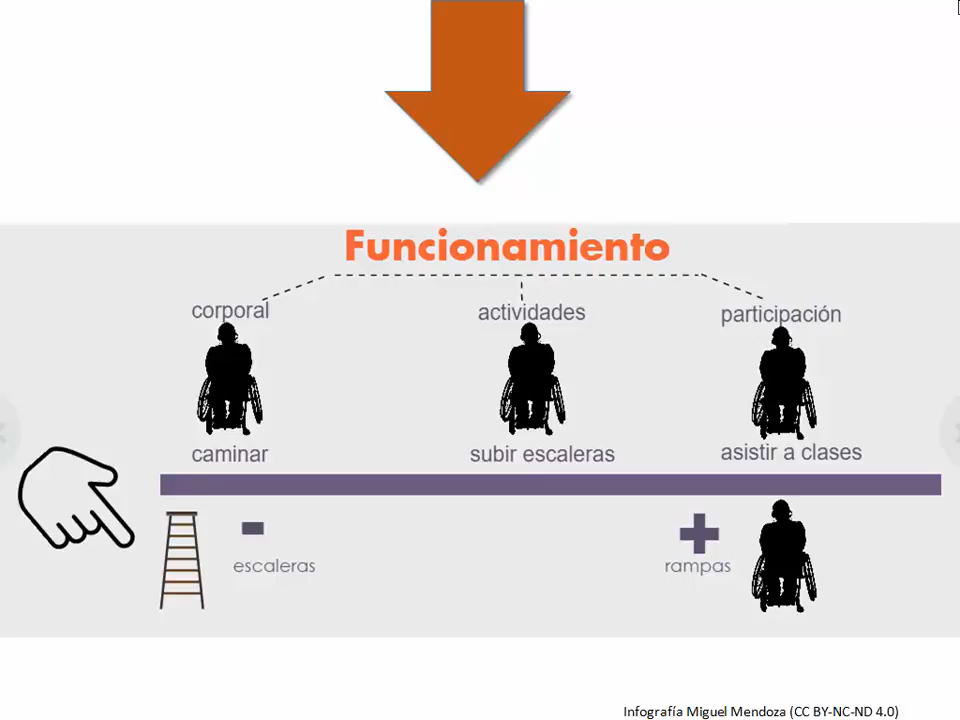 Funcionamiento
corporal
actividades
participación
caminar
subir escaleras
asistir a clases
escaleras
rampas
Infografía Miguel Mendoza (CC BY-NC-ND 4.0)